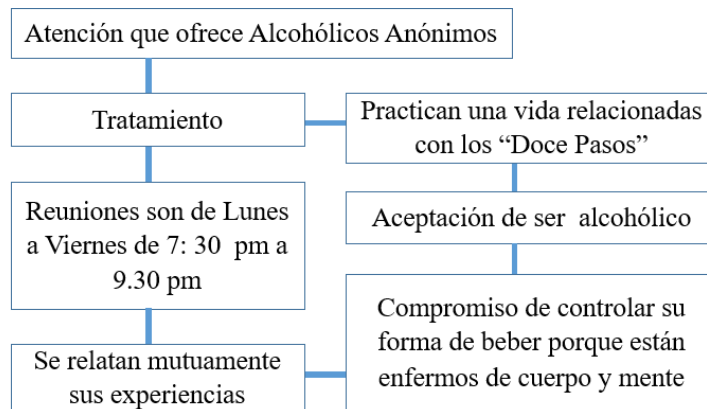 Atención que ofrece Alcohólicos Anónimos
Tratamiento
Practican una vida relacionadas
con los “Doce Pasos”
Reuniones son de Lunes
a Viernes de 7: 30 pm a
9.30 pm
Aceptación de ser alcohólico
Se relatan mutuamente
sus experiencias
Compromiso de controlar su
forma de beber porque están
enfermos de cuerpo y mente